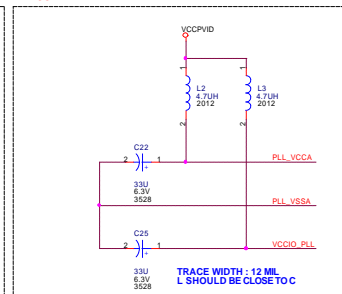 VCCPVID
1
1
L2
4.7UH
2012
L3
4.7UH
2012
2
2
C22
2
1
PLL_VCCA
+
33U
6.3V
3528
PLL_VSSA
C25
2
1
VCCIO_PLL
+
33U
6.3V
3528
TRACE WIDTH : 12 MIL
L SHOULD BE CLOSE TO C